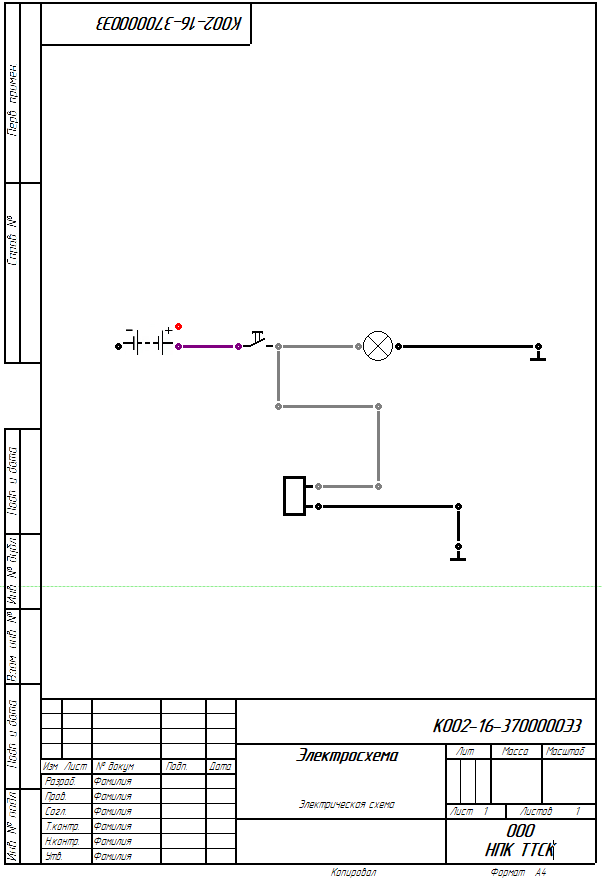 К002-16-370000ЭЗ
Перв. примен.
Справ. №
Подп. и дата
Инв. № дубл.
Взам. инв. №
Подп. и дата
Инв. № подл.
- +
К002-16-370000ЭЗ
Изм. Лист № докум. Подп. Дата
Разраб. Фамилия
Пров. Фамилия
Согл. Фамилия
Т.контр. Фамилия
Н.контр. Фамилия
Утв. Фамилия
Электросхема
Электрическая схема
Лит. Масса Масштаб
Лист 1 Листов 1
ООО
НПК ТТСК
Копировал Формат А4